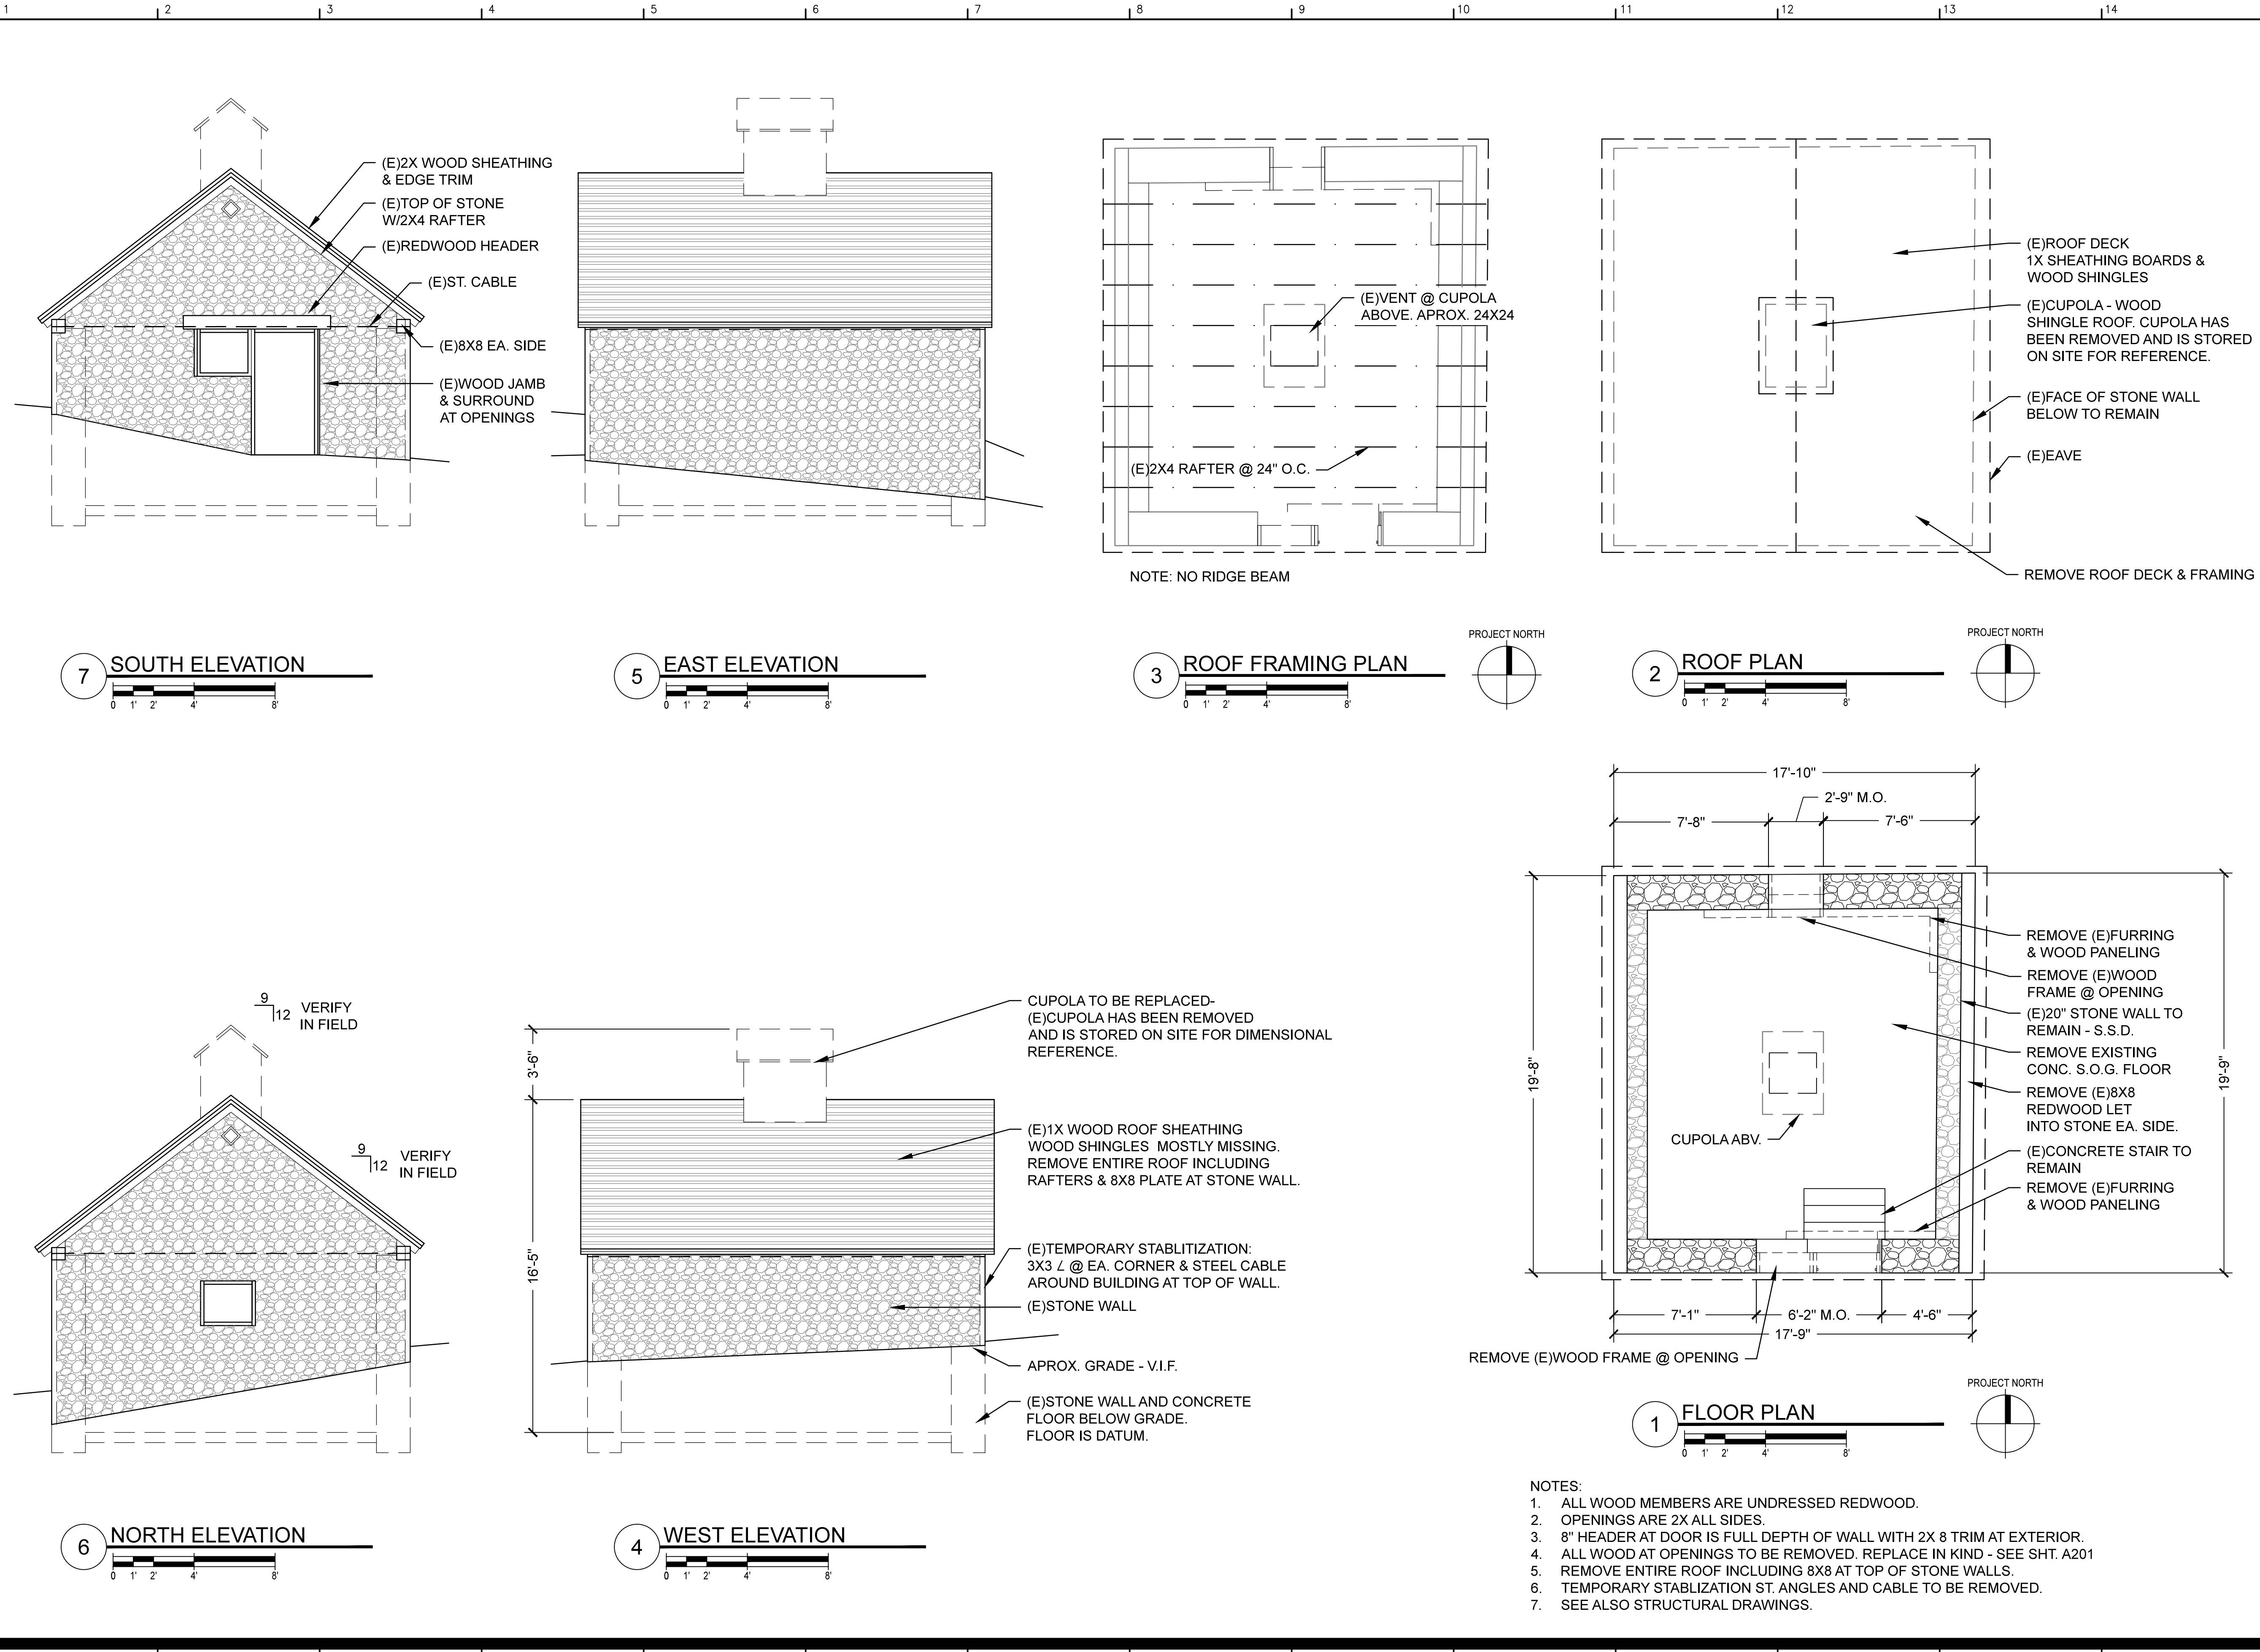 1 2 3 4 5 6 7 8 9 10 11 12 13 14
(E)2X WOOD SHEATHING
& EDGE TRIM
(E)TOP OF STONE
W/2X4 RAFTER
(E)REDWOOD HEADER
(E)ST. CABLE
(E)8X8 EA. SIDE
(E)WOOD JAMB
& SURROUND
AT OPENINGS
7 SOUTH ELEVATION
0 1' 2' 4' 8'
5 EAST ELEVATION
0 1' 2' 4' 8'
(E)VENT @ CUPOLA
ABOVE. APROX. 24X24
(E)2X4 RAFTER @ 24" O.C.
NOTE: NO RIDGE BEAM
3 ROOF FRAMING PLAN
0 1' 2' 4' 8'
PROJECT NORTH
(E)ROOF DECK
1X SHEATHING BOARDS &
WOOD SHINGLES
(E)CUPOLA - WOOD
SHINGLE ROOF. CUPOLA HAS
BEEN REMOVED AND IS STORED
ON SITE FOR REFERENCE.
(E)FACE OF STONE WALL
BELOW TO REMAIN
(E)EAVE
REMOVE ROOF DECK & FRAMING
2 ROOF PLAN
0 1' 2' 4' 8'
PROJECT NORTH
9
12
VERIFY
IN FIELD
9
12
VERIFY
IN FIELD
6 NORTH ELEVATION
0 1' 2' 4' 8'
3'-6"
16'-5"
CUPOLA TO BE REPLACED-
(E)CUPOLA HAS BEEN REMOVED
AND IS STORED ON SITE FOR DIMENSIONAL
REFERENCE.
(E)1X WOOD ROOF SHEATHING
WOOD SHINGLES MOSTLY MISSING.
REMOVE ENTIRE ROOF INCLUDING
RAFTERS & 8X8 PLATE AT STONE WALL.
(E)TEMPORARY STABLITIZATION:
3X3 ∠ @ EA. CORNER & STEEL CABLE
AROUND BUILDING AT TOP OF WALL.
(E)STONE WALL
APROX. GRADE - V.I.F.
(E)STONE WALL AND CONCRETE
FLOOR BELOW GRADE.
FLOOR IS DATUM.
4 WEST ELEVATION
0 1' 2' 4' 8'
17'-10"
2'-9" M.O.
7'-8"
7'-6"
19'-8"
19'-9"
REMOVE (E)FURRING
& WOOD PANELING
REMOVE (E)WOOD
FRAME @ OPENING
(E)20" STONE WALL TO
REMAIN - S.S.D.
REMOVE EXISTING
CONC. S.O.G. FLOOR
REMOVE (E)8X8
REDWOOD LET
INTO STONE EA. SIDE.
CUPOLA ABV.
(E)CONCRETE STAIR TO
REMAIN
REMOVE (E)FURRING
& WOOD PANELING
7'-1"
6'-2" M.O.
4'-6"
17'-9"
REMOVE (E)WOOD FRAME @ OPENING
1 FLOOR PLAN
0 1' 2' 4' 8'
PROJECT NORTH
NOTES:
1. ALL WOOD MEMBERS ARE UNDRESSED REDWOOD.
2. OPENINGS ARE 2X ALL SIDES.
3. 8" HEADER AT DOOR IS FULL DEPTH OF WALL WITH 2X 8 TRIM AT EXTERIOR.
4. ALL WOOD AT OPENINGS TO BE REMOVED. REPLACE IN KIND - SEE SHT. A201
5. REMOVE ENTIRE ROOF INCLUDING 8X8 AT TOP OF STONE WALLS.
6. TEMPORARY STABLIZATION ST. ANGLES AND CABLE TO BE REMOVED.
7. SEE ALSO STRUCTURAL DRAWINGS.